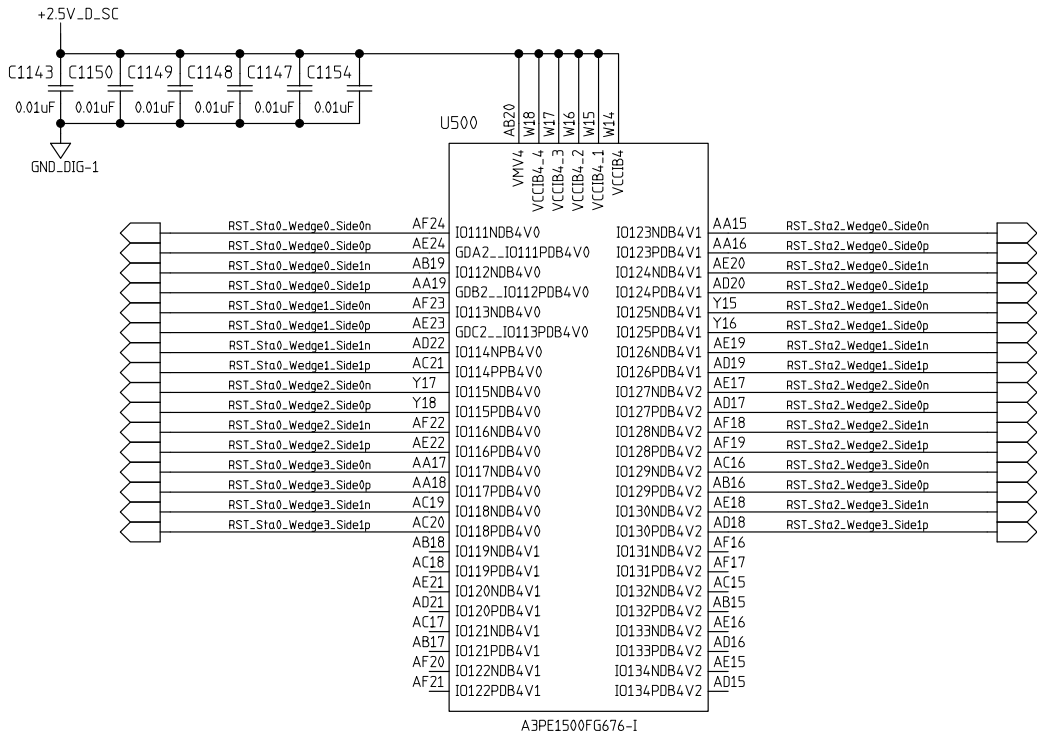 +2.5V_D_SC
C1143 C1150 C1149 C1148 C1147 C1154
0.01uF 0.01uF 0.01uF 0.01uF 0.01uF 0.01uF
GND_DIG-1
U500
AB20 W18 W17 W16 W15 W14
VMV4 VCCIB4_4 VCCIB4_3 VCCIB4_2 VCCIB4_1 VCCIB4
RST_Sta0_Wedge0_Side0n AF24 IO111NDB4V0 IO123NDB4V1 AA15 RST_Sta2_Wedge0_Side0n
RST_Sta0_Wedge0_Side0p AE24 GDA2__IO111PDB4V0 IO123PDB4V1 AA16 RST_Sta2_Wedge0_Side0p
RST_Sta0_Wedge0_Side1n AB19 IO112NDB4V0 IO124NDB4V1 AE20 RST_Sta2_Wedge0_Side1n
RST_Sta0_Wedge0_Side1p AA19 GDB2__IO112PDB4V0 IO124PDB4V1 AD20 RST_Sta2_Wedge0_Side1p
RST_Sta0_Wedge1_Side0n AF23 IO113NDB4V0 IO125NDB4V1 Y15 RST_Sta2_Wedge1_Side0n
RST_Sta0_Wedge1_Side0p AE23 GDC2__IO113PDB4V0 IO125PDB4V1 Y16 RST_Sta2_Wedge1_Side0p
RST_Sta0_Wedge1_Side1n AD22 IO114NPB4V0 IO126NDB4V1 AE19 RST_Sta2_Wedge1_Side1n
RST_Sta0_Wedge1_Side1p AC21 IO114PPB4V0 IO126PDB4V1 AD19 RST_Sta2_Wedge1_Side1p
RST_Sta0_Wedge2_Side0n Y17 IO115NDB4V0 IO127NDB4V2 AE17 RST_Sta2_Wedge2_Side0n
RST_Sta0_Wedge2_Side0p Y18 IO115PDB4V0 IO127PDB4V2 AD17 RST_Sta2_Wedge2_Side0p
RST_Sta0_Wedge2_Side1n AF22 IO116NDB4V0 IO128NDB4V2 AF18 RST_Sta2_Wedge2_Side1n
RST_Sta0_Wedge2_Side1p AE22 IO116PDB4V0 IO128PDB4V2 AF19 RST_Sta2_Wedge2_Side1p
RST_Sta0_Wedge3_Side0n AA17 IO117NDB4V0 IO129NDB4V2 AC16 RST_Sta2_Wedge3_Side0n
RST_Sta0_Wedge3_Side0p AA18 IO117PDB4V0 IO129PDB4V2 AB16 RST_Sta2_Wedge3_Side0p
RST_Sta0_Wedge3_Side1n AC19 IO118NDB4V0 IO130NDB4V2 AE18 RST_Sta2_Wedge3_Side1n
RST_Sta0_Wedge3_Side1p AC20 IO118PDB4V0 IO130PDB4V2 AD18 RST_Sta2_Wedge3_Side1p
AB18 IO119NDB4V1 IO131NDB4V2 AF16
AC18 IO119PDB4V1 IO131PDB4V2 AF17
AE21 IO120NDB4V1 IO132NDB4V2 AC15
AD21 IO120PDB4V1 IO132PDB4V2 AB15
AC17 IO121NDB4V1 IO133NDB4V2 AE16
AB17 IO121PDB4V1 IO133PDB4V2 AD16
AF20 IO122NDB4V1 IO134NDB4V2 AE15
AF21 IO122PDB4V1 IO134PDB4V2 AD15
A3PE1500FG676-I